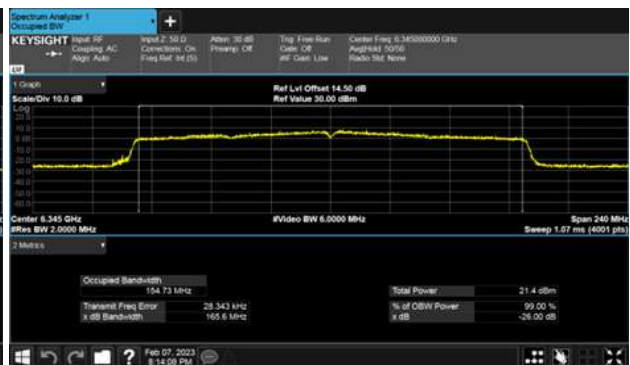 Spectrum Analyzer 1
Occupied BW
+
KEYSIGHT Input: RF Input Z: 50 Ω Atten: 30 dB Trig: Free Run Center Freq: 6.345000000 GHz
Coupling: AC Corrections: On Preamp: Off Gate: Off Avg|Hold: 50/50
Align: Auto Freq Ref: Int (S) #IF Gain: Low Radio Std: None
1 Graph
Ref Lvl Offset 14.50 dB
Scale/Div 10.0 dB Ref Value 30.00 dBm
Log
20.0
10.0
0.00
-10.0
-20.0
-30.0
-40.0
-50.0
-60.0
Center 6.345 GHz #Video BW 6.0000 MHz Span 240 MHz
#Res BW 2.0000 MHz Sweep 1.07 ms (4001 pts)
2 Metrics
Occupied Bandwidth
154.73 MHz Total Power 21.4 dBm
Transmit Freq Error 28.343 kHz % of OBW Power 99.00 %
x dB Bandwidth 165.6 MHz x dB -26.00 dB
? Feb 07, 2023
8:14:08 PM